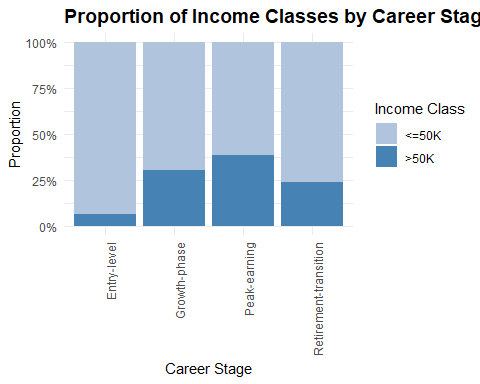 Proportion of Income Classes by Career Stag
100%
75%
50%
25%
0%
Proportion
Entry-level
Growth-phase
Peak-earning
Retirement-transition
Career Stage
Income Class
<=50K
>50K